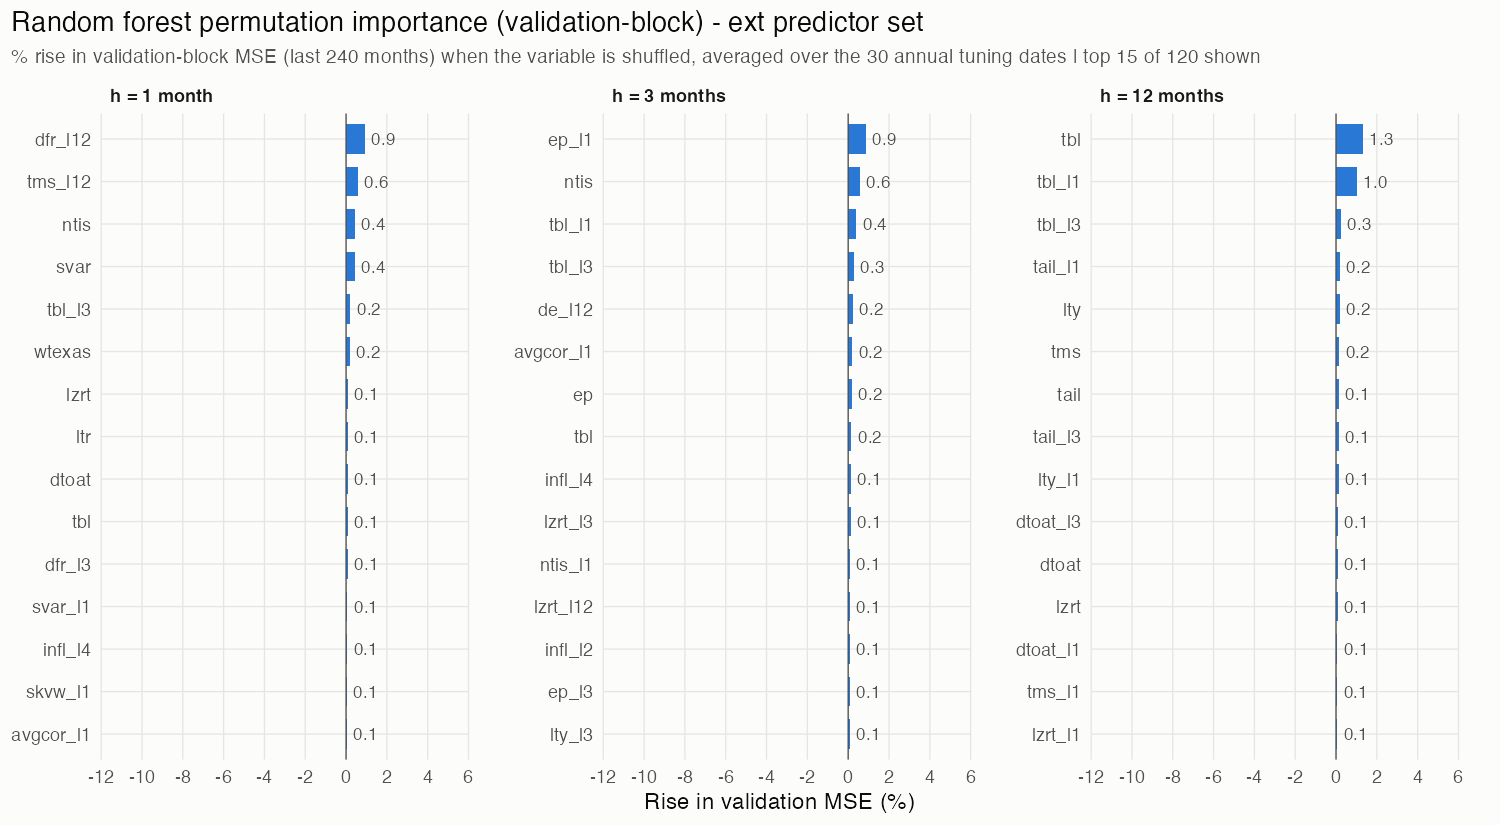 Random forest permutation importance (validation-block) - ext predictor set
% rise in validation-block MSE (last 240 months) when the variable is shuffled, averaged over the 30 annual tuning dates | top 15 of 120 shown
h = 1 month
dfr_l12 0.9
tms_l12 0.6
ntis 0.4
svar 0.4
tbl_l3 0.2
wtexas 0.2
lzrt 0.1
ltr 0.1
dtoat 0.1
tbl 0.1
dfr_l3 0.1
svar_l1 0.1
infl_l4 0.1
skvw_l1 0.1
avgcor_l1 0.1
-12 -10 -8 -6 -4 -2 0 2 4 6
h = 3 months
ep_l1 0.9
ntis 0.6
tbl_l1 0.4
tbl_l3 0.3
de_l12 0.2
avgcor_l1 0.2
ep 0.2
tbl 0.2
infl_l4 0.1
lzrt_l3 0.1
ntis_l1 0.1
lzrt_l12 0.1
infl_l2 0.1
ep_l3 0.1
lty_l3 0.1
-12 -10 -8 -6 -4 -2 0 2 4 6
h = 12 months
tbl 1.3
tbl_l1 1.0
tbl_l3 0.3
tail_l1 0.2
lty 0.2
tms 0.2
tail 0.1
tail_l3 0.1
lty_l1 0.1
dtoat_l3 0.1
dtoat 0.1
lzrt 0.1
dtoat_l1 0.1
tms_l1 0.1
lzrt_l1 0.1
-12 -10 -8 -6 -4 -2 0 2 4 6
Rise in validation MSE (%)